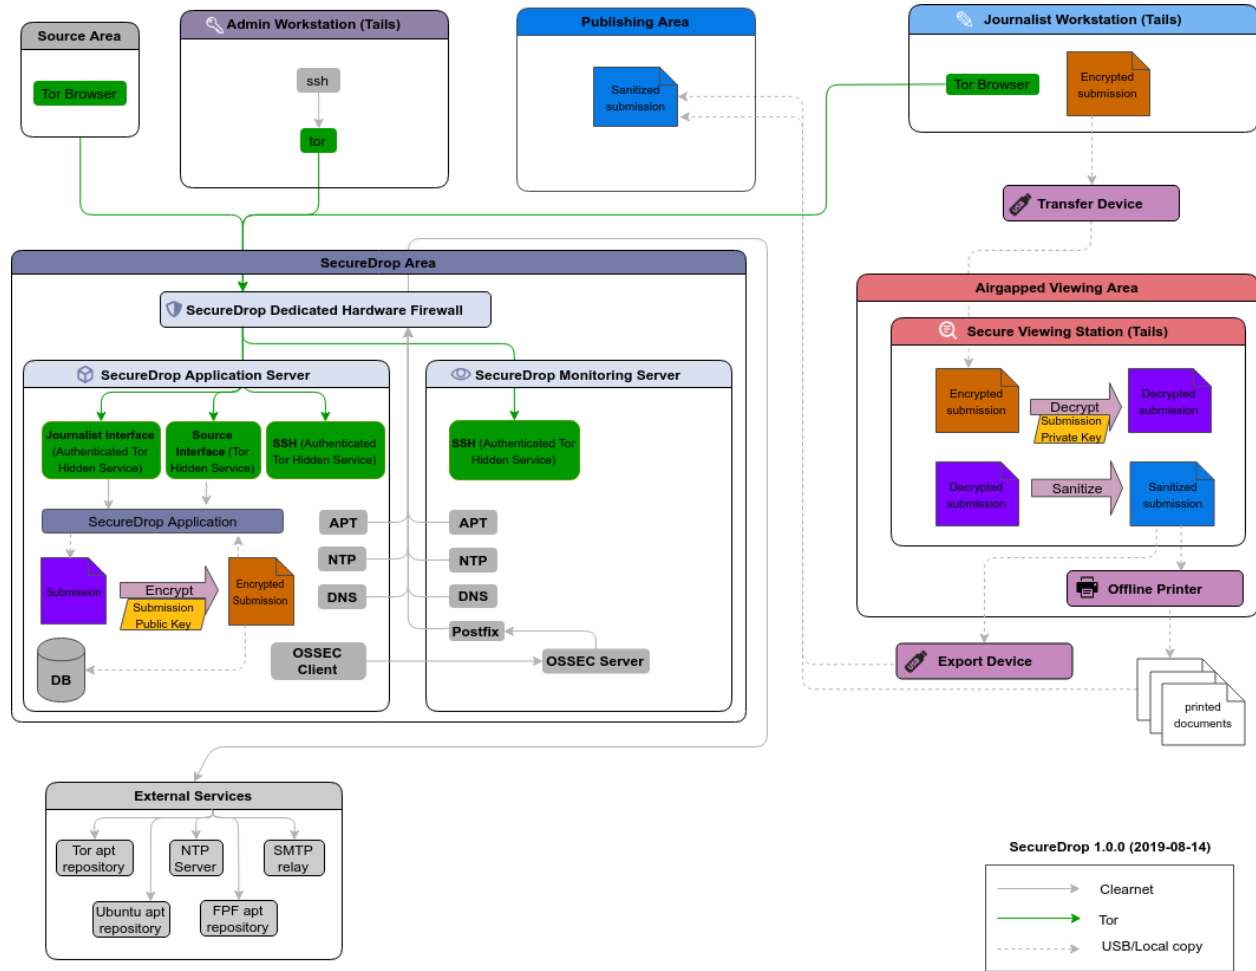 Source Area
Tor Browser
Admin Workstation (Tails)
ssh
tor
Publishing Area
Sanitized
submission
Journalist Workstation (Tails)
Tor Browser
Encrypted
submission
Transfer Device
SecureDrop Area
SecureDrop Dedicated Hardware Firewall
SecureDrop Application Server
Journalist Interface
(Authenticated Tor
Hidden Service)
Source
Interface (Tor
Hidden Service)
SSH (Authenticated
Tor Hidden Service)
SecureDrop Application
Submission
Encrypt
Submission
Public Key
Encrypted
Submission
DB
APT
NTP
DNS
OSSEC
Client
SecureDrop Monitoring Server
SSH (Authenticated Tor
Hidden Service)
APT
NTP
DNS
Postfix
OSSEC Server
Airgapped Viewing Area
Secure Viewing Station (Tails)
Encrypted
submission
Decrypt
Submission
Private Key
Decrypted
submission
Decrypted
submission
Sanitize
Sanitized
submission
Offline Printer
USB
Export Device
printed
documents
External Services
Tor apt
repository
NTP
Server
SMTP
relay
Ubuntu apt
repository
FPF apt
repository
SecureDrop 1.0.0 (2019-08-14)
Clearnet
Tor
USB/Local copy